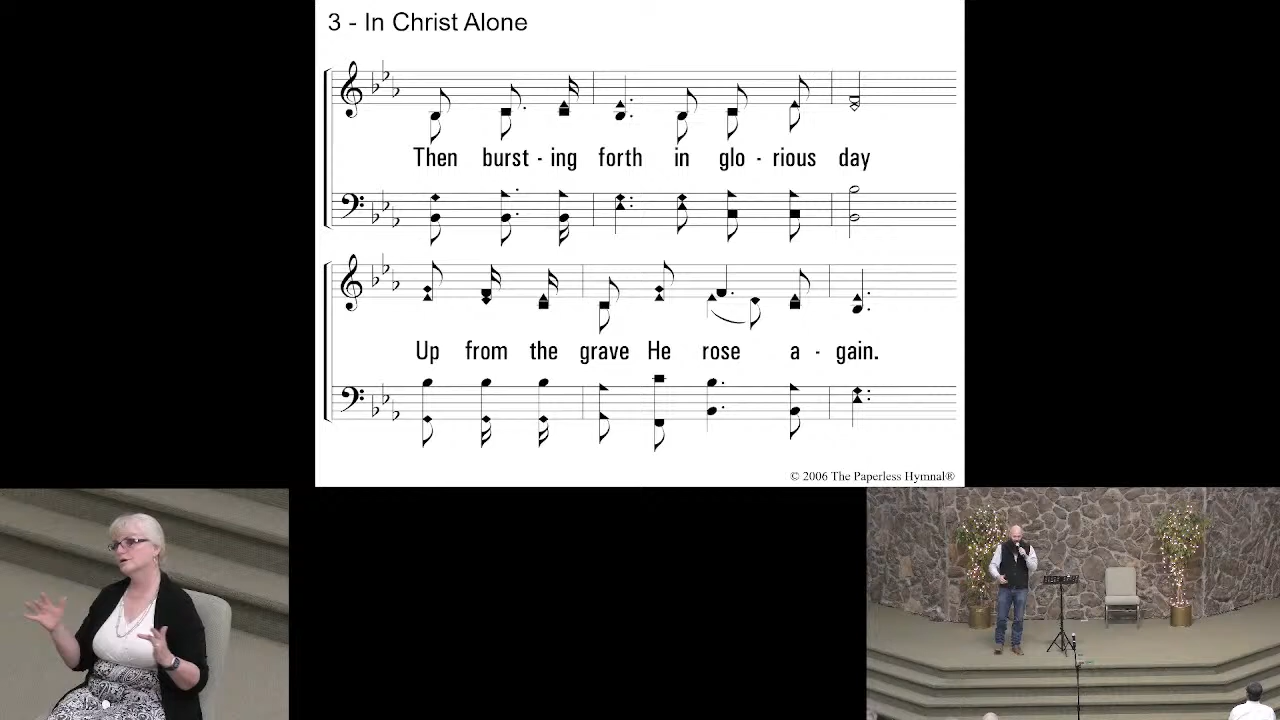 3 - In Christ Alone
Then burst - ing forth in glo - rious day
Up from the grave He rose a - gain.
© 2006 The Paperless Hymnal®